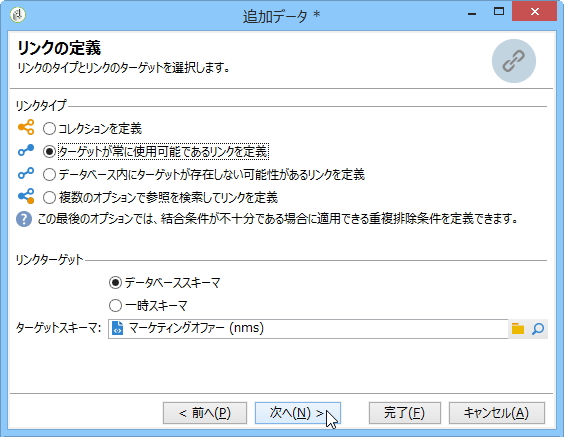 追加データ *
リンクの定義
リンクのタイプとリンクのターゲットを選択します。
リンクタイプ
コレクションを定義
ターゲットが常に使用可能であるリンクを定義
データベース内にターゲットが存在しない可能性があるリンクを定義
複数のオプションで参照を検索してリンクを定義
この最後のオプションでは、結合条件が不十分である場合に適用できる重複排除条件を定義できます。
リンクターゲット
データベーススキーマ
一時スキーマ
ターゲットスキーマ: マーケティングオファー (nms)
< 前へ(P) 次へ(N) > 完了(F) キャンセル(A)